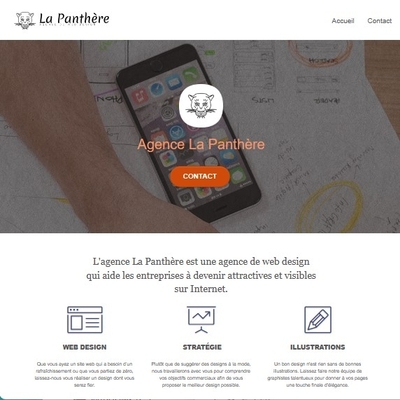 La Panthère
Accueil
Contact
Agence La Panthère
CONTACT
L'agence La Panthère est une agence de web design
qui aide les entreprises à devenir attractives et visibles
sur Internet.
WEB DESIGN
STRATÉGIE
ILLUSTRATIONS
Que vous ayez un site web qui a besoin d'un
rafraîchissement ou que vous partiez de zéro,
laissez-nous vous réaliser un design dont vous
serez fier.
Plutôt que de suggérer des designs à la mode,
nous travaillerons avec vous pour comprendre
vos objectifs commerciaux afin de vous
proposer la meilleur design possible.
Un bon design n'est rien sans de bonnes
illustrations. Laissez faire notre équipe de
graphistes talentueux pour donner à vos pages
une touche finale d'élégance.